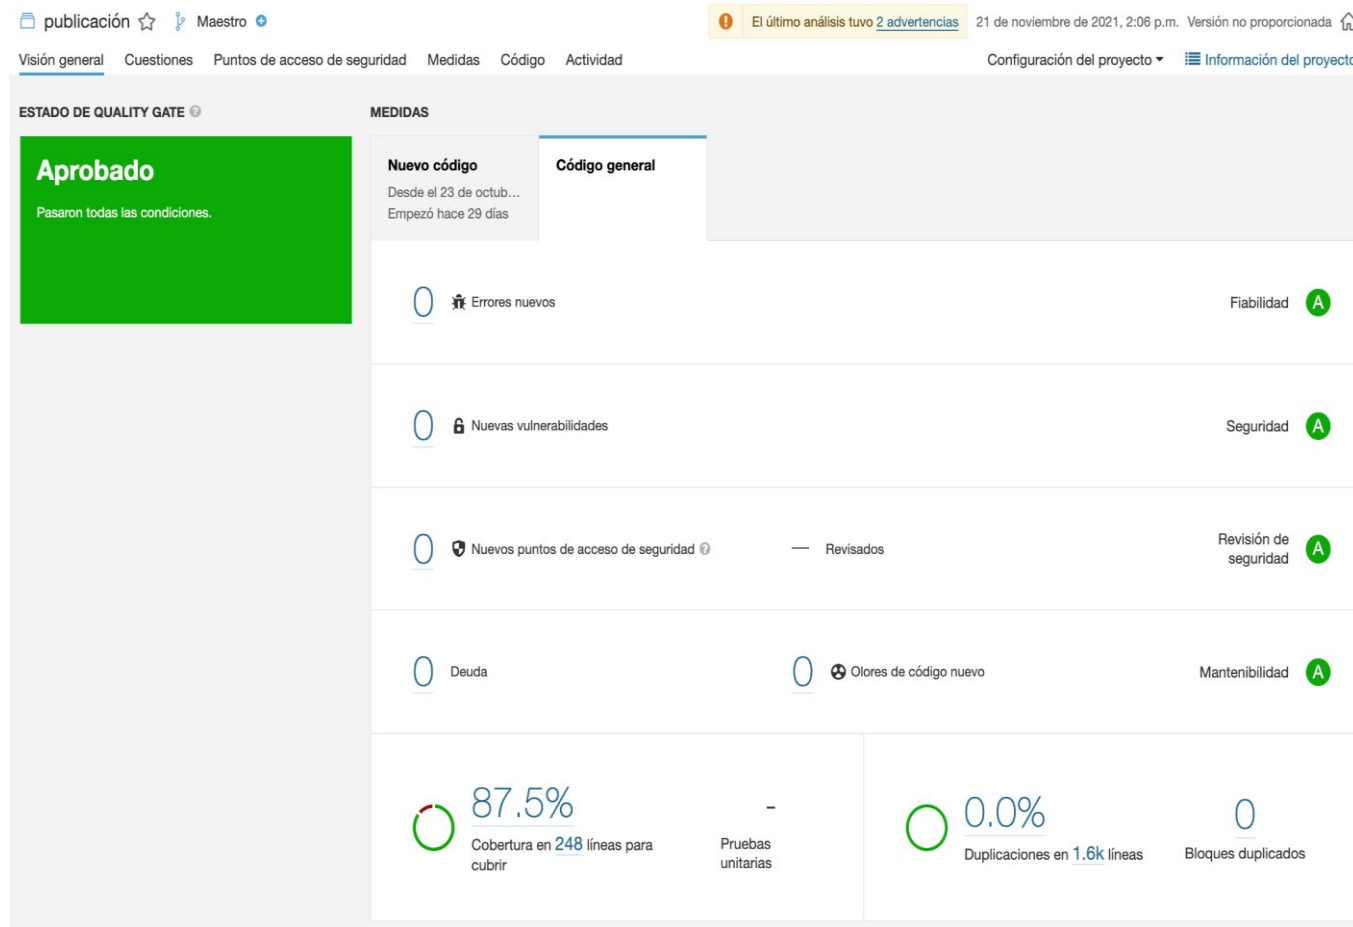 publicación Maestro El último análisis tuvo 2 advertencias 21 de noviembre de 2021, 2:06 p.m. Versión no proporcionada
Visión general Cuestiones Puntos de acceso de seguridad Medidas Código Actividad Configuración del proyecto Información del proyecto
ESTADO DE QUALITY GATE MEDIDAS
Aprobado
Pasaron todas las condiciones.
Nuevo código Código general
Desde el 23 de octub...
Empezó hace 29 días
0 Errores nuevos Fiabilidad A
0 Nuevas vulnerabilidades Seguridad A
0 Nuevos puntos de acceso de seguridad — Revisados Revisión de
seguridad A
0 Deuda 0 Olores de código nuevo Mantenibilidad A
87.5% -
Cobertura en 248 líneas para
cubrir
Pruebas
unitarias
0.0% 0
Duplicaciones en 1.6k líneas Bloques duplicados